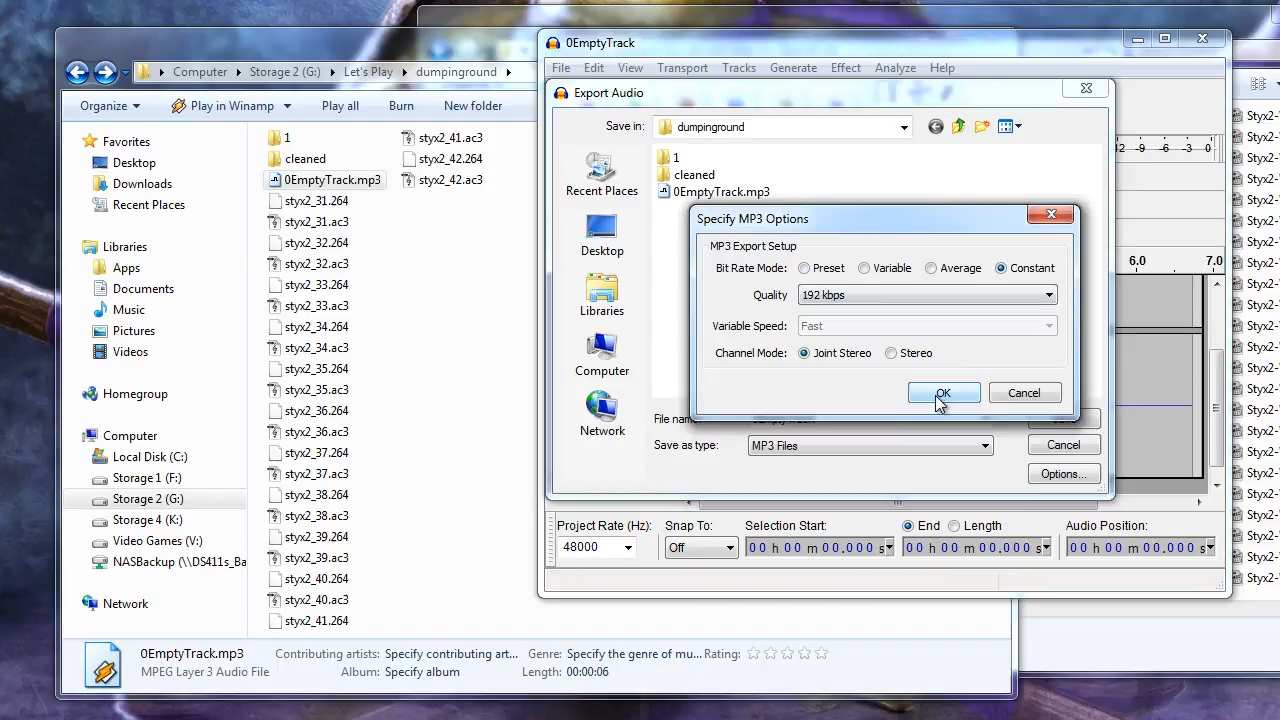 0EmptyTrack
Computer ▸ Storage 2 (G:) ▸ Let's Play ▸ dumpinground ▸
File Edit View Transport Tracks Generate Effect Analyze Help
Organize Play in Winamp Play all Burn New folder
Export Audio
Save in: dumpinground
Favorites
Desktop
Downloads
Recent Places
Libraries
Apps
Documents
Music
Pictures
Videos
Homegroup
Computer
Local Disk (C:)
Storage 1 (F:)
Storage 2 (G:)
Storage 4 (K:)
Video Games (V:)
NASBackup (\\DS411s_Ba
Network
1
cleaned
0EmptyTrack.mp3
styx2_31.264
styx2_31.ac3
styx2_32.264
styx2_32.ac3
styx2_33.264
styx2_33.ac3
styx2_34.264
styx2_34.ac3
styx2_35.264
styx2_35.ac3
styx2_36.264
styx2_36.ac3
styx2_37.264
styx2_37.ac3
styx2_38.264
styx2_38.ac3
styx2_39.264
styx2_39.ac3
styx2_40.264
styx2_40.ac3
styx2_41.264
styx2_41.ac3
styx2_42.264
styx2_42.ac3
Recent Places
Desktop
Libraries
Computer
Network
1
cleaned
0EmptyTrack.mp3
Specify MP3 Options
MP3 Export Setup
Bit Rate Mode: Preset Variable Average Constant
Quality 192 kbps
Variable Speed: Fast
Channel Mode: Joint Stereo Stereo
OK Cancel
File name:
Save as type: MP3 Files Cancel
Options...
-12 -9 -6 -3 0
6.0 7.0
Project Rate (Hz): Snap To: Selection Start: End Length Audio Position:
48000 Off 00 h 00 m 00.000 s 00 h 00 m 00.000 s 00 h 00 m 00.000 s
0EmptyTrack.mp3 Contributing artists: Specify contributing art... Genre: Specify the genre of mu... Rating:
MPEG Layer 3 Audio File Album: Specify album Length: 00:00:06